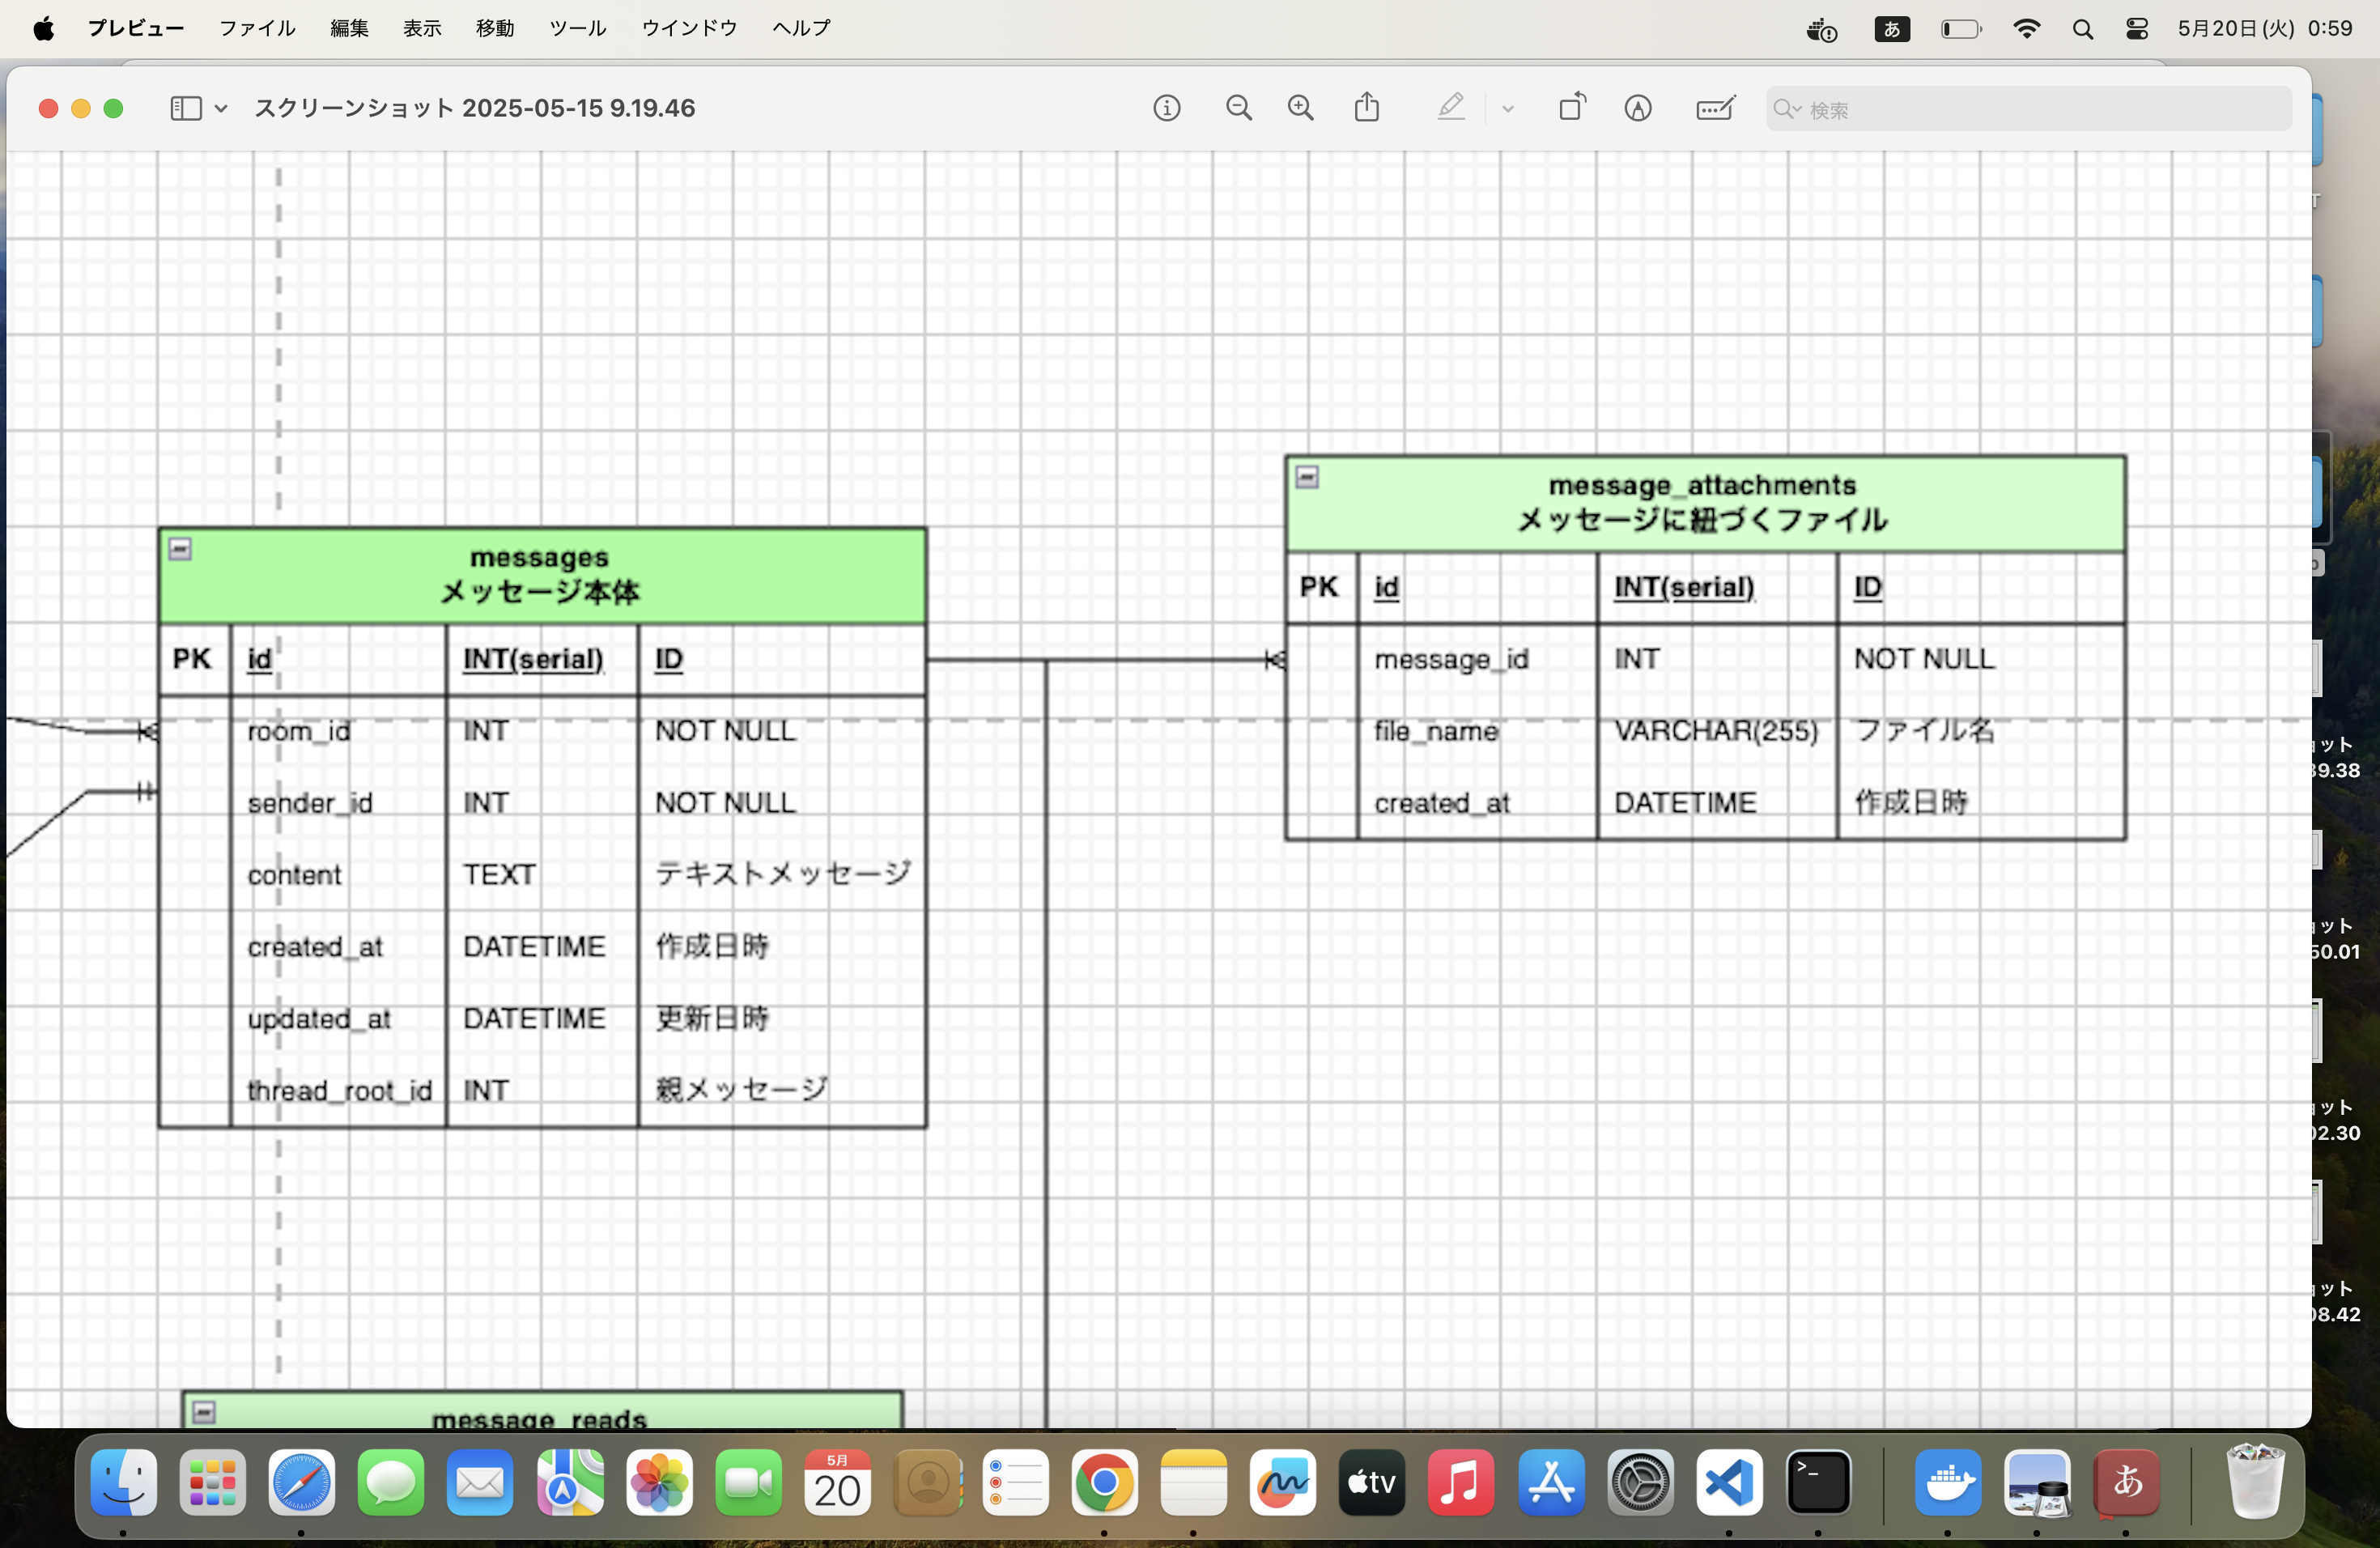 プレビュー ファイル 編集 表示 移動 ツール ウインドウ ヘルプ あ 5月20日(火) 0:59
スクリーンショット 2025-05-15 9.19.46 検索
message_attachments
メッセージに紐づくファイル
PK id INT(serial) ID
message_id INT NOT NULL
file_name VARCHAR(255) ファイル名
created_at DATETIME 作成日時
messages
メッセージ本体
PK id INT(serial) ID
room_id INT NOT NULL
sender_id INT NOT NULL
content TEXT テキストメッセージ
created_at DATETIME 作成日時
updated_at DATETIME 更新日時
thread_root_id INT 親メッセージ
message_reads
ョット
39.38
ョット
50.01
ョット
02.30
ョット
08.42
5月
20
tv
あ